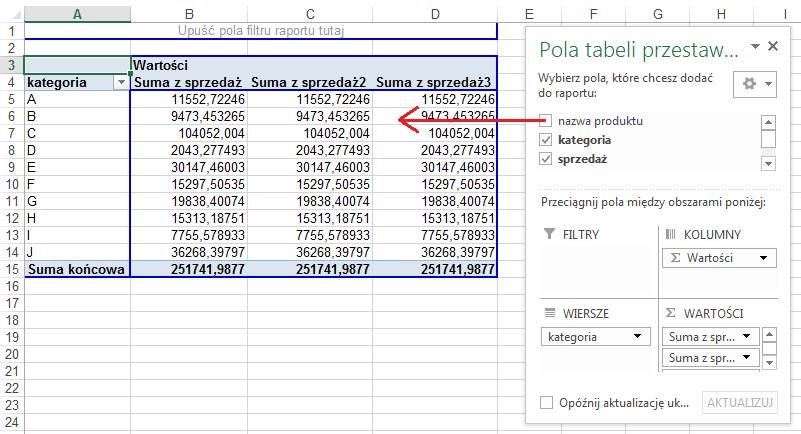 A B C D E F G H I
1 Upuść pola filtru raportu tutaj
2
3 Wartości
4 kategoria Suma z sprzedaż Suma z sprzedaż2 Suma z sprzedaż3
5 A 11552,72246 11552,72246 11552,72246
6 B 9473,453265 9473,453265 9473,453265
7 C 104052,004 104052,004 104052,004
8 D 2043,277493 2043,277493 2043,277493
9 E 30147,46003 30147,46003 30147,46003
10 F 15297,50535 15297,50535 15297,50535
11 G 19838,40074 19838,40074 19838,40074
12 H 15313,18751 15313,18751 15313,18751
13 I 7755,578933 7755,578933 7755,578933
14 J 36268,39797 36268,39797 36268,39797
15 Suma końcowa 251741,9877 251741,9877 251741,9877
16
17
18
19
20
21
22
23
24
Pola tabeli przestaw...
Wybierz pola, które chcesz dodać
do raportu:
nazwa produktu
kategoria
sprzedaż
Przeciągnij pola między obszarami poniżej:
FILTRY
KOLUMNY
Σ Wartości
WIERSZE
kategoria
Σ WARTOŚCI
Suma z spr...
Suma z spr...
Opóźnij aktualizację uk...
AKTUALIZUJ